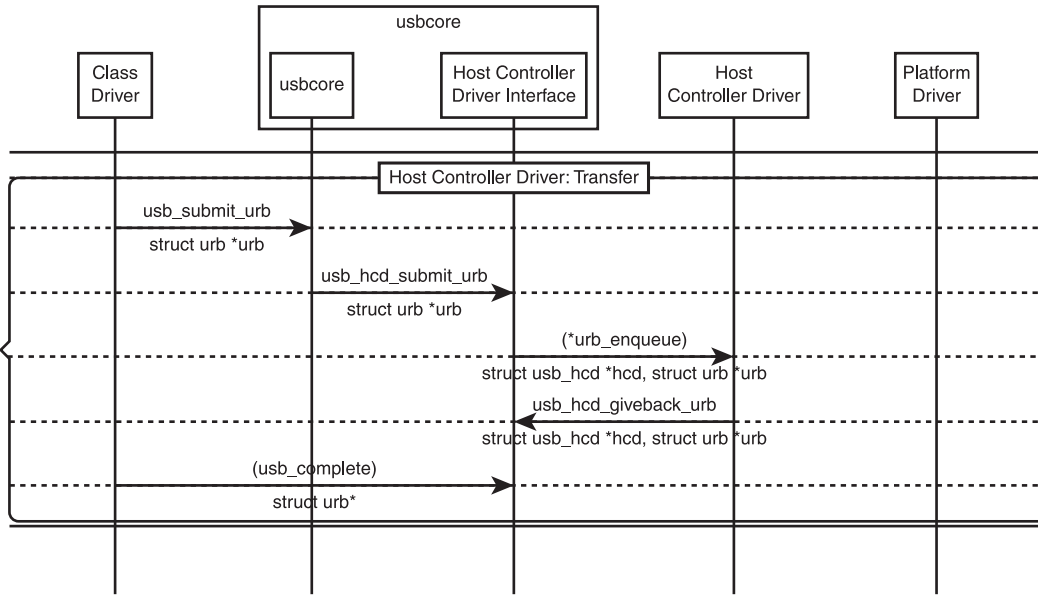 usbcore
Class
Driver
usbcore
Host Controller
Driver Interface
Host
Controller Driver
Platform
Driver
Host Controller Driver: Transfer
usb_submit_urb
struct urb *urb
usb_hcd_submit_urb
struct urb *urb
(*urb_enqueue)
struct usb_hcd *hcd, struct urb *urb
usb_hcd_giveback_urb
struct usb_hcd *hcd, struct urb *urb
(usb_complete)
struct urb*